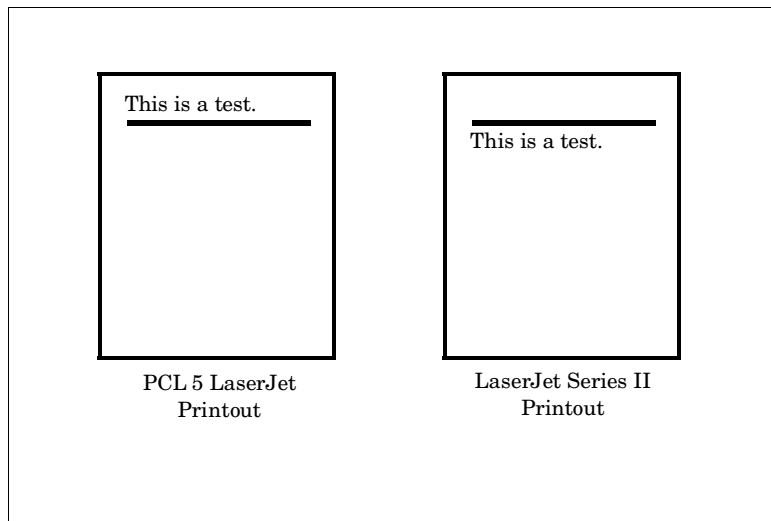 This is a test.
This is a test.
PCL 5 LaserJet
Printout
LaserJet Series II
Printout